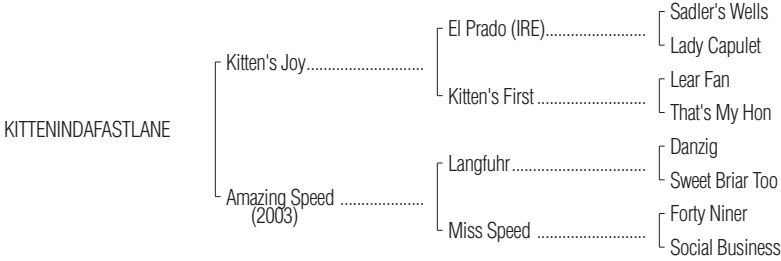 Sadler's Wells
El Prado (IRE)........................
Lady Capulet
Kitten's Joy............................
Lear Fan
Kitten's First ..........................
That's My Hon
KITTENINDAFASTLANE
Danzig
Langfuhr................................
Sweet Briar Too
Amazing Speed ....................
(2003)
Forty Niner
Miss Speed ..........................
Social Business